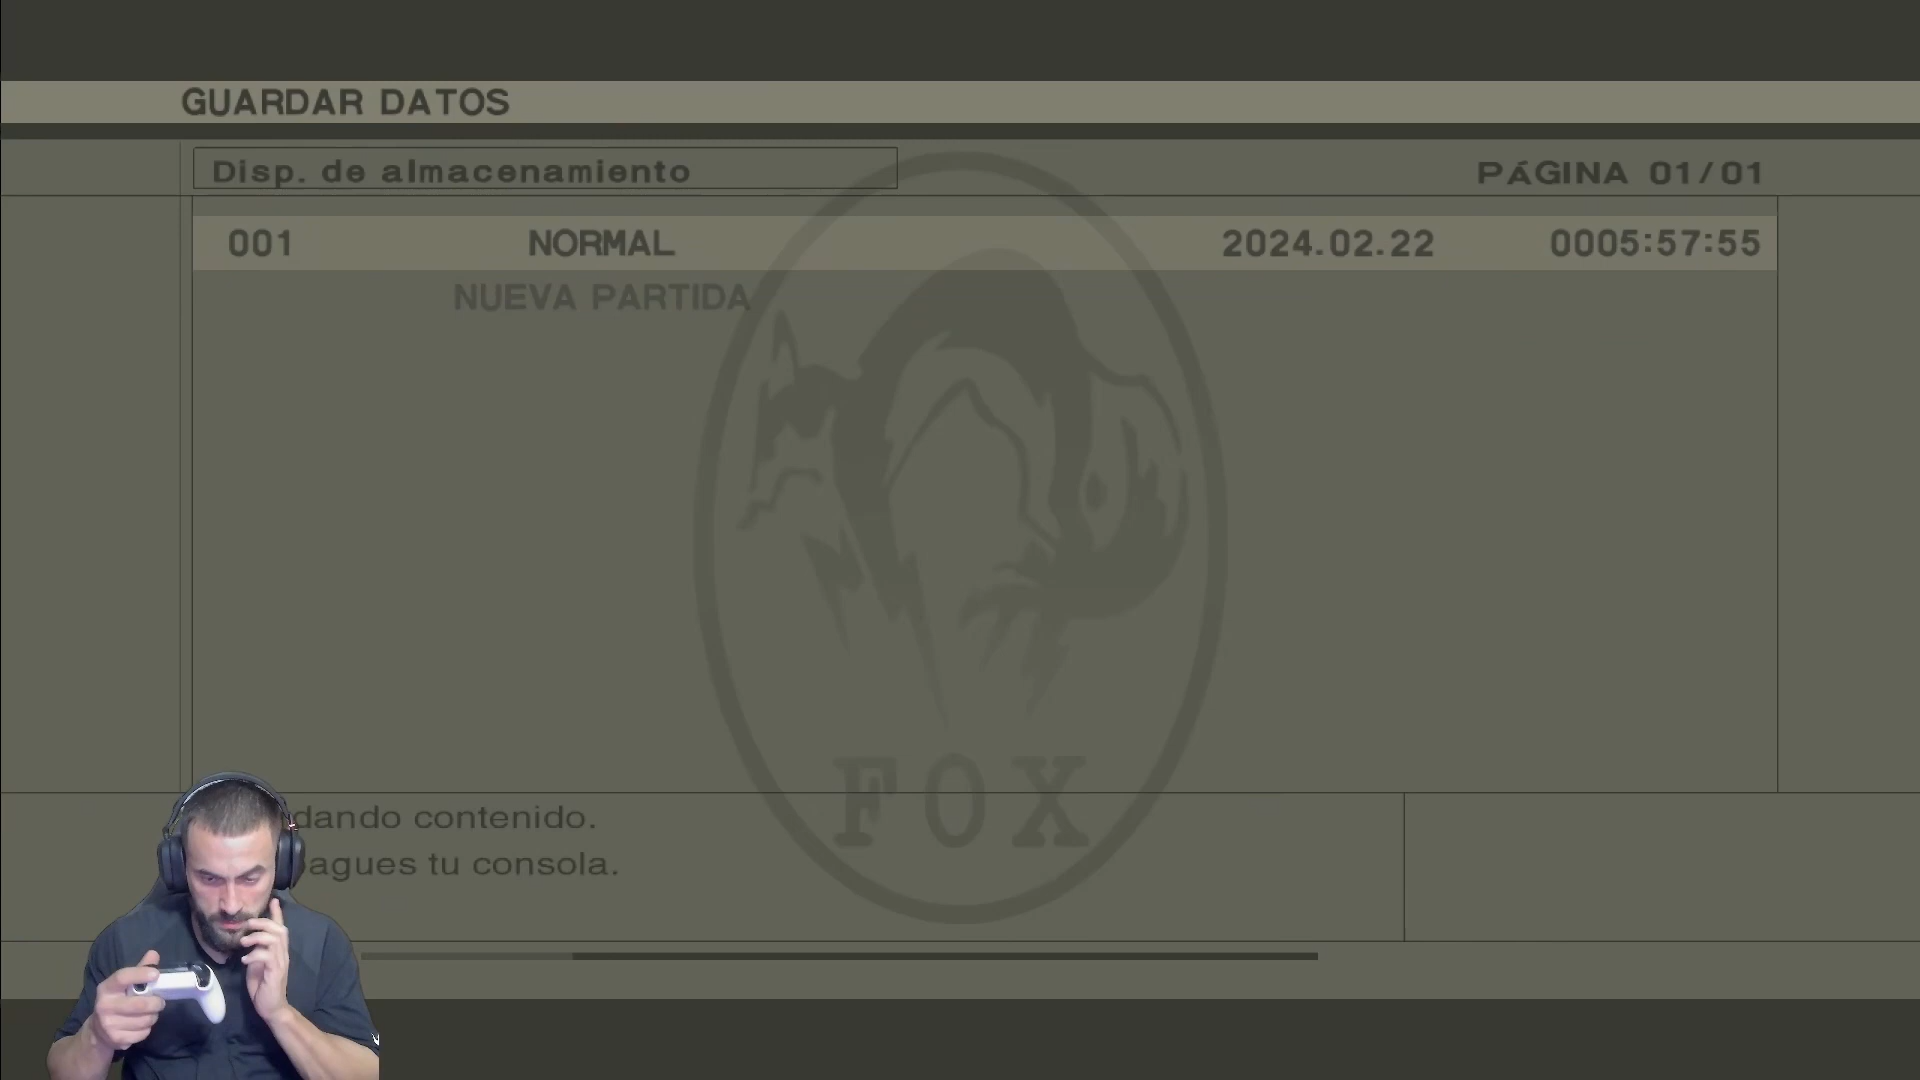 GUARDAR DATOS
Disp. de almacenamiento
PÁGINA 01/01
001 NORMAL 2024.02.22 0005:57:55
NUEVA PARTIDA
FOX
dando contenido.
agues tu consola.